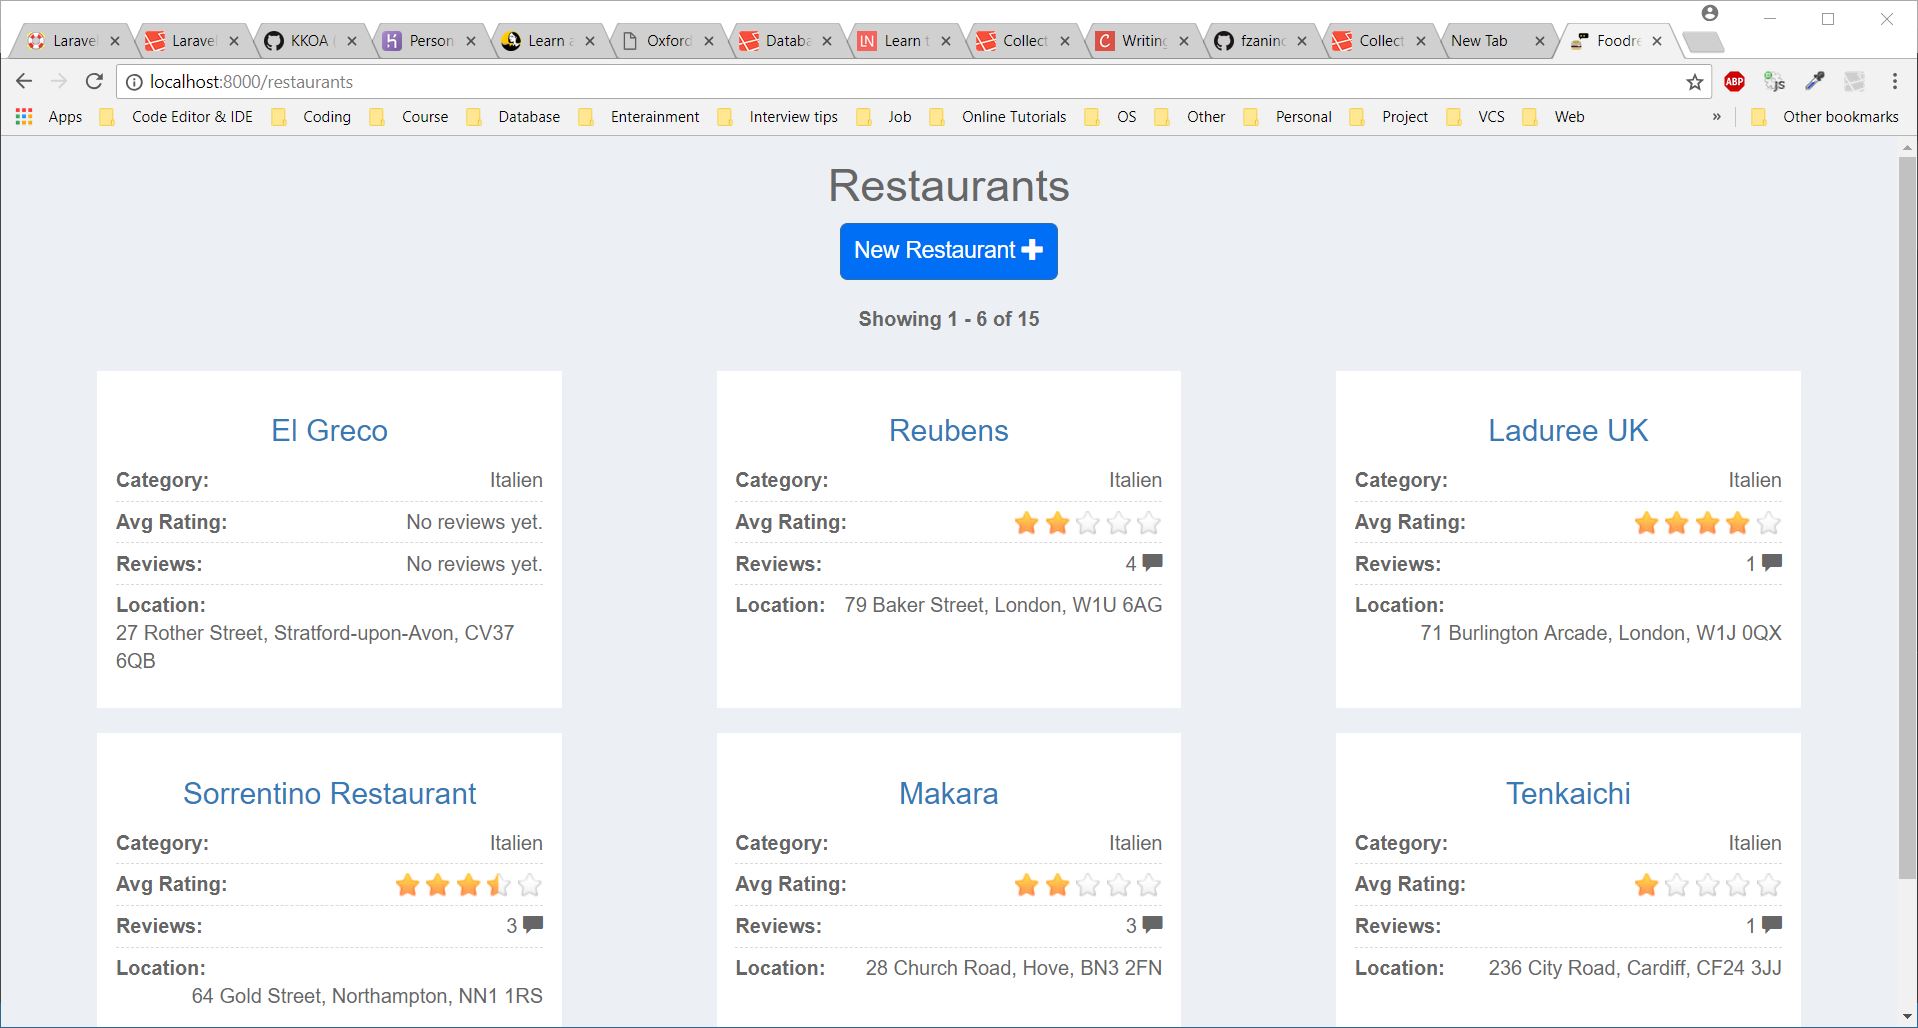 Laravel Laravel KKOA Person Learn a Oxford Databa Learn t Collect Writing fzaninc Collect New Tab Foodre
localhost:8000/restaurants
ABP JS
Apps Code Editor & IDE Coding Course Database Enterainment Interview tips Job Online Tutorials OS Other Personal Project VCS Web » Other bookmarks
Restaurants
New Restaurant
Showing 1 - 6 of 15
El Greco
Category: Italien
Avg Rating: No reviews yet.
Reviews: No reviews yet.
Location:
27 Rother Street, Stratford-upon-Avon, CV37
6QB
Reubens
Category: Italien
Avg Rating:
Reviews: 4
Location: 79 Baker Street, London, W1U 6AG
Laduree UK
Category: Italien
Avg Rating:
Reviews: 1
Location:
71 Burlington Arcade, London, W1J 0QX
Sorrentino Restaurant
Category: Italien
Avg Rating:
Reviews: 3
Location:
64 Gold Street, Northampton, NN1 1RS
Makara
Category: Italien
Avg Rating:
Reviews: 3
Location: 28 Church Road, Hove, BN3 2FN
Tenkaichi
Category: Italien
Avg Rating:
Reviews: 1
Location: 236 City Road, Cardiff, CF24 3JJ